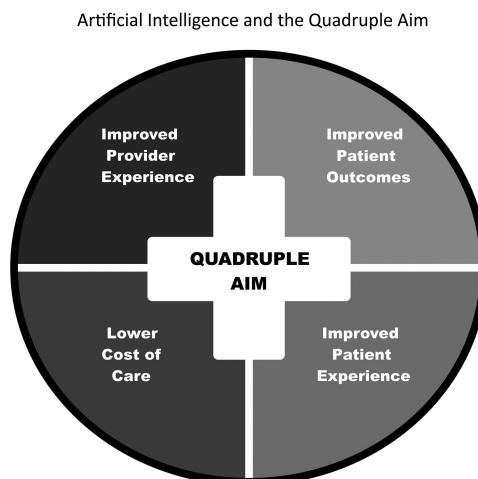 Artificial Intelligence and the Quadruple Aim
Improved
Provider
Experience
Improved
Patient
Outcomes
QUADRUPLE
AIM
Lower
Cost of
Care
Improved
Patient
Experience